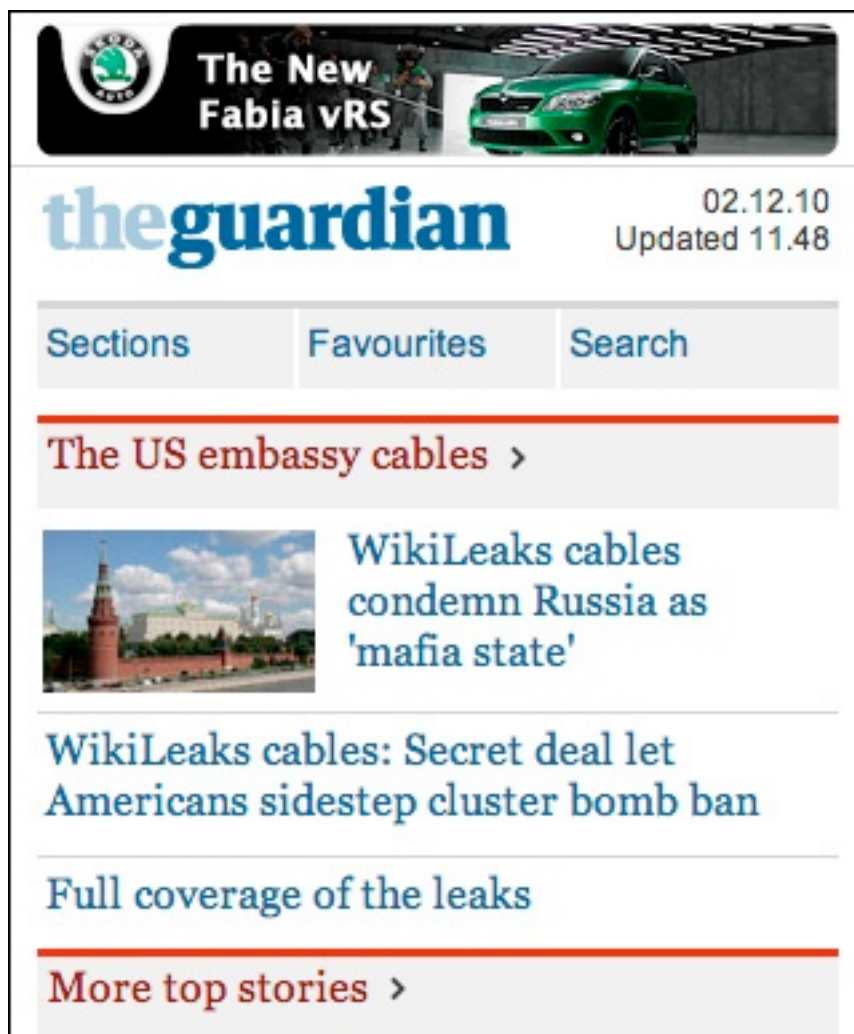 ŠKODA
AUTO
The New
Fabia vRS
theguardian
02.12.10
Updated 11.48
Sections
Favourites
Search
The US embassy cables >
WikiLeaks cables
condemn Russia as
'mafia state'
WikiLeaks cables: Secret deal let
Americans sidestep cluster bomb ban
Full coverage of the leaks
More top stories >